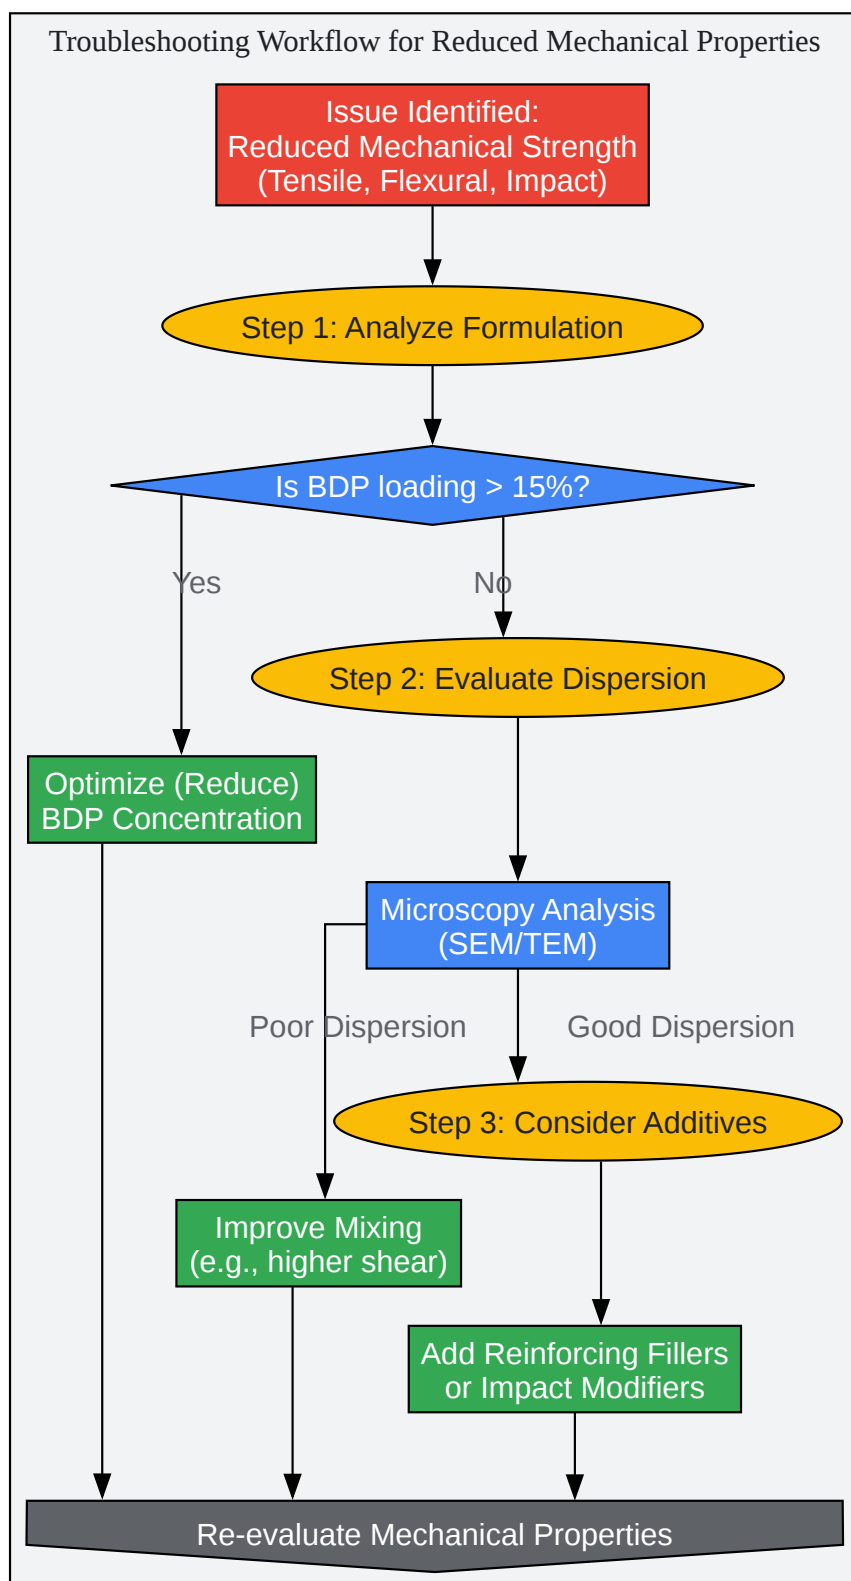 Troubleshooting Workflow for Reduced Mechanical Properties
Issue Identified:
Reduced Mechanical Strength
(Tensile, Flexural, Impact)
Step 1: Analyze Formulation
Is BDP loading > 15%?
Yes
No
Step 2: Evaluate Dispersion
Optimize (Reduce)
BDP Concentration
Microscopy Analysis
(SEM/TEM)
Poor Dispersion
Good Dispersion
Step 3: Consider Additives
Improve Mixing
(e.g., higher shear)
Add Reinforcing Fillers
or Impact Modifiers
Re-evaluate Mechanical Properties